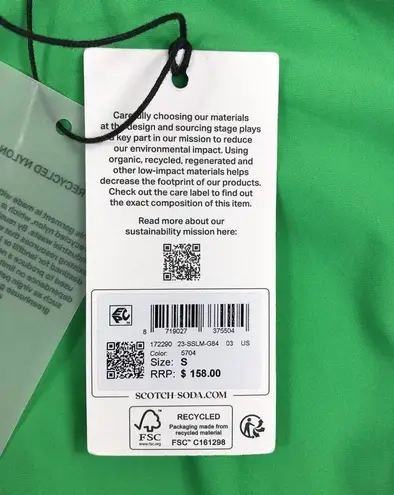 Carefully choosing our materials
at the design and sourcing stage plays
a key part in our mission to reduce
our environmental impact. Using
organic, recycled, regenerated and
other low-impact materials helps
decrease the footprint of our products.
Check out the care label to find out
the exact composition of this item.
Read more about our
sustainability mission here:
8 719027 375504
172290 23-SSLM-G84 03 US
Color: 5704
Size: S
RRP: $ 158.00
SCOTCH-SODA.COM
FSC
www.fsc.org
RECYCLED
Packaging made from
recycled material
FSC™ C161298
RECYCLED NYLON